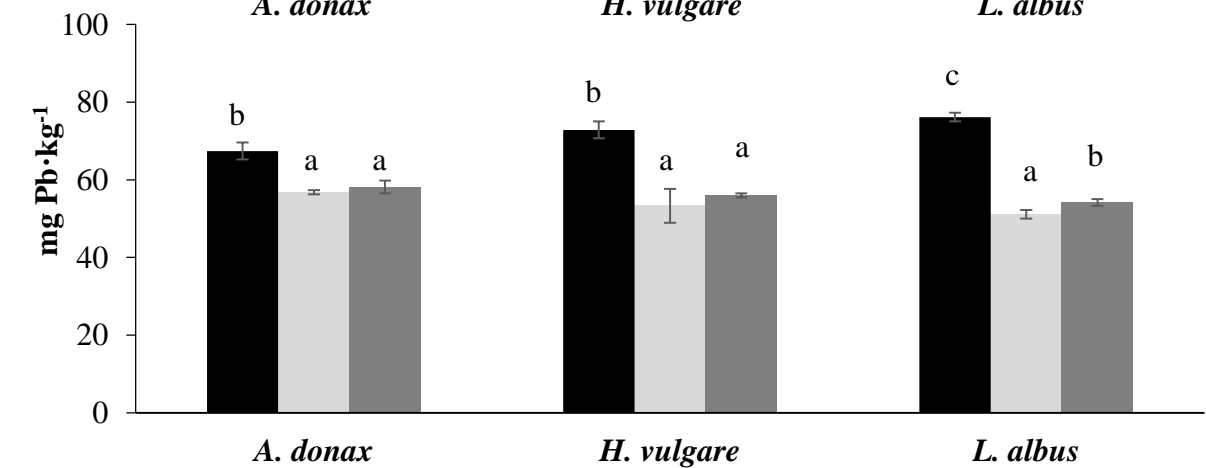 A. donax H. vulgare L. albus
100
80
60
40
20
0
mg Pb·kg⁻¹
b a a
b a a
c a b
A. donax H. vulgare L. albus